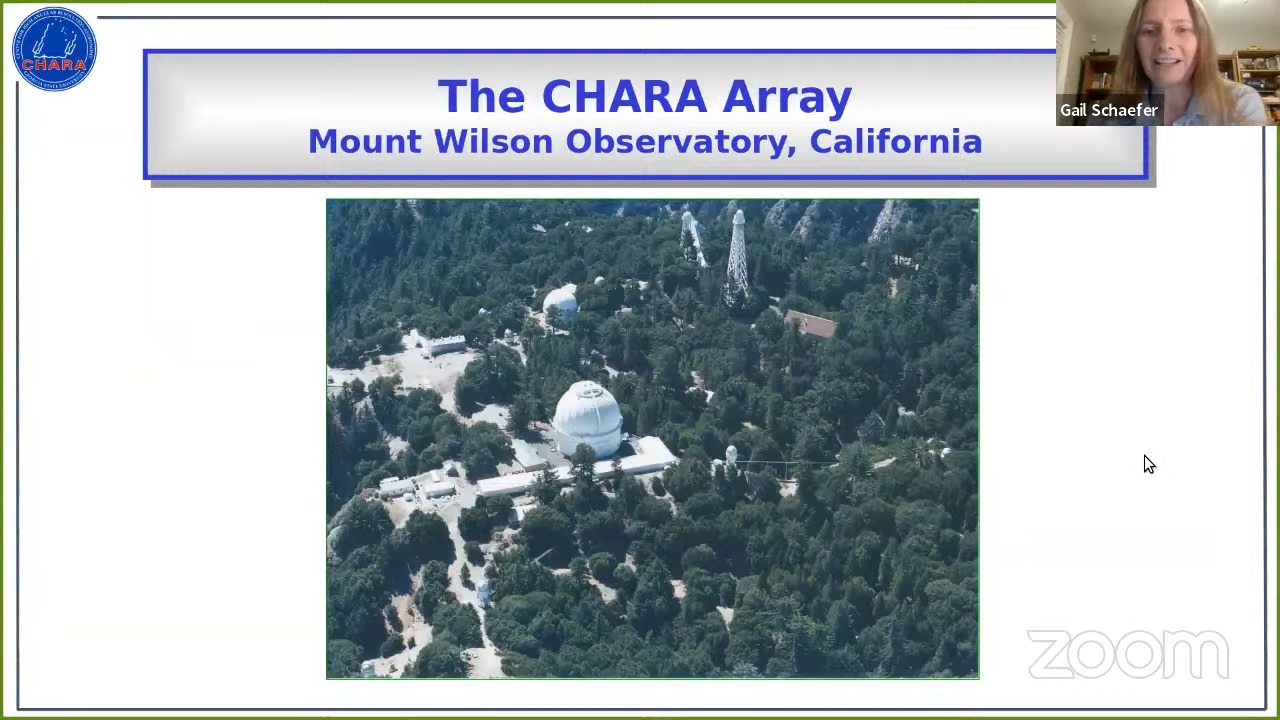 CHARA
The CHARA Array
Mount Wilson Observatory, California
Gail Schaefer
zoom